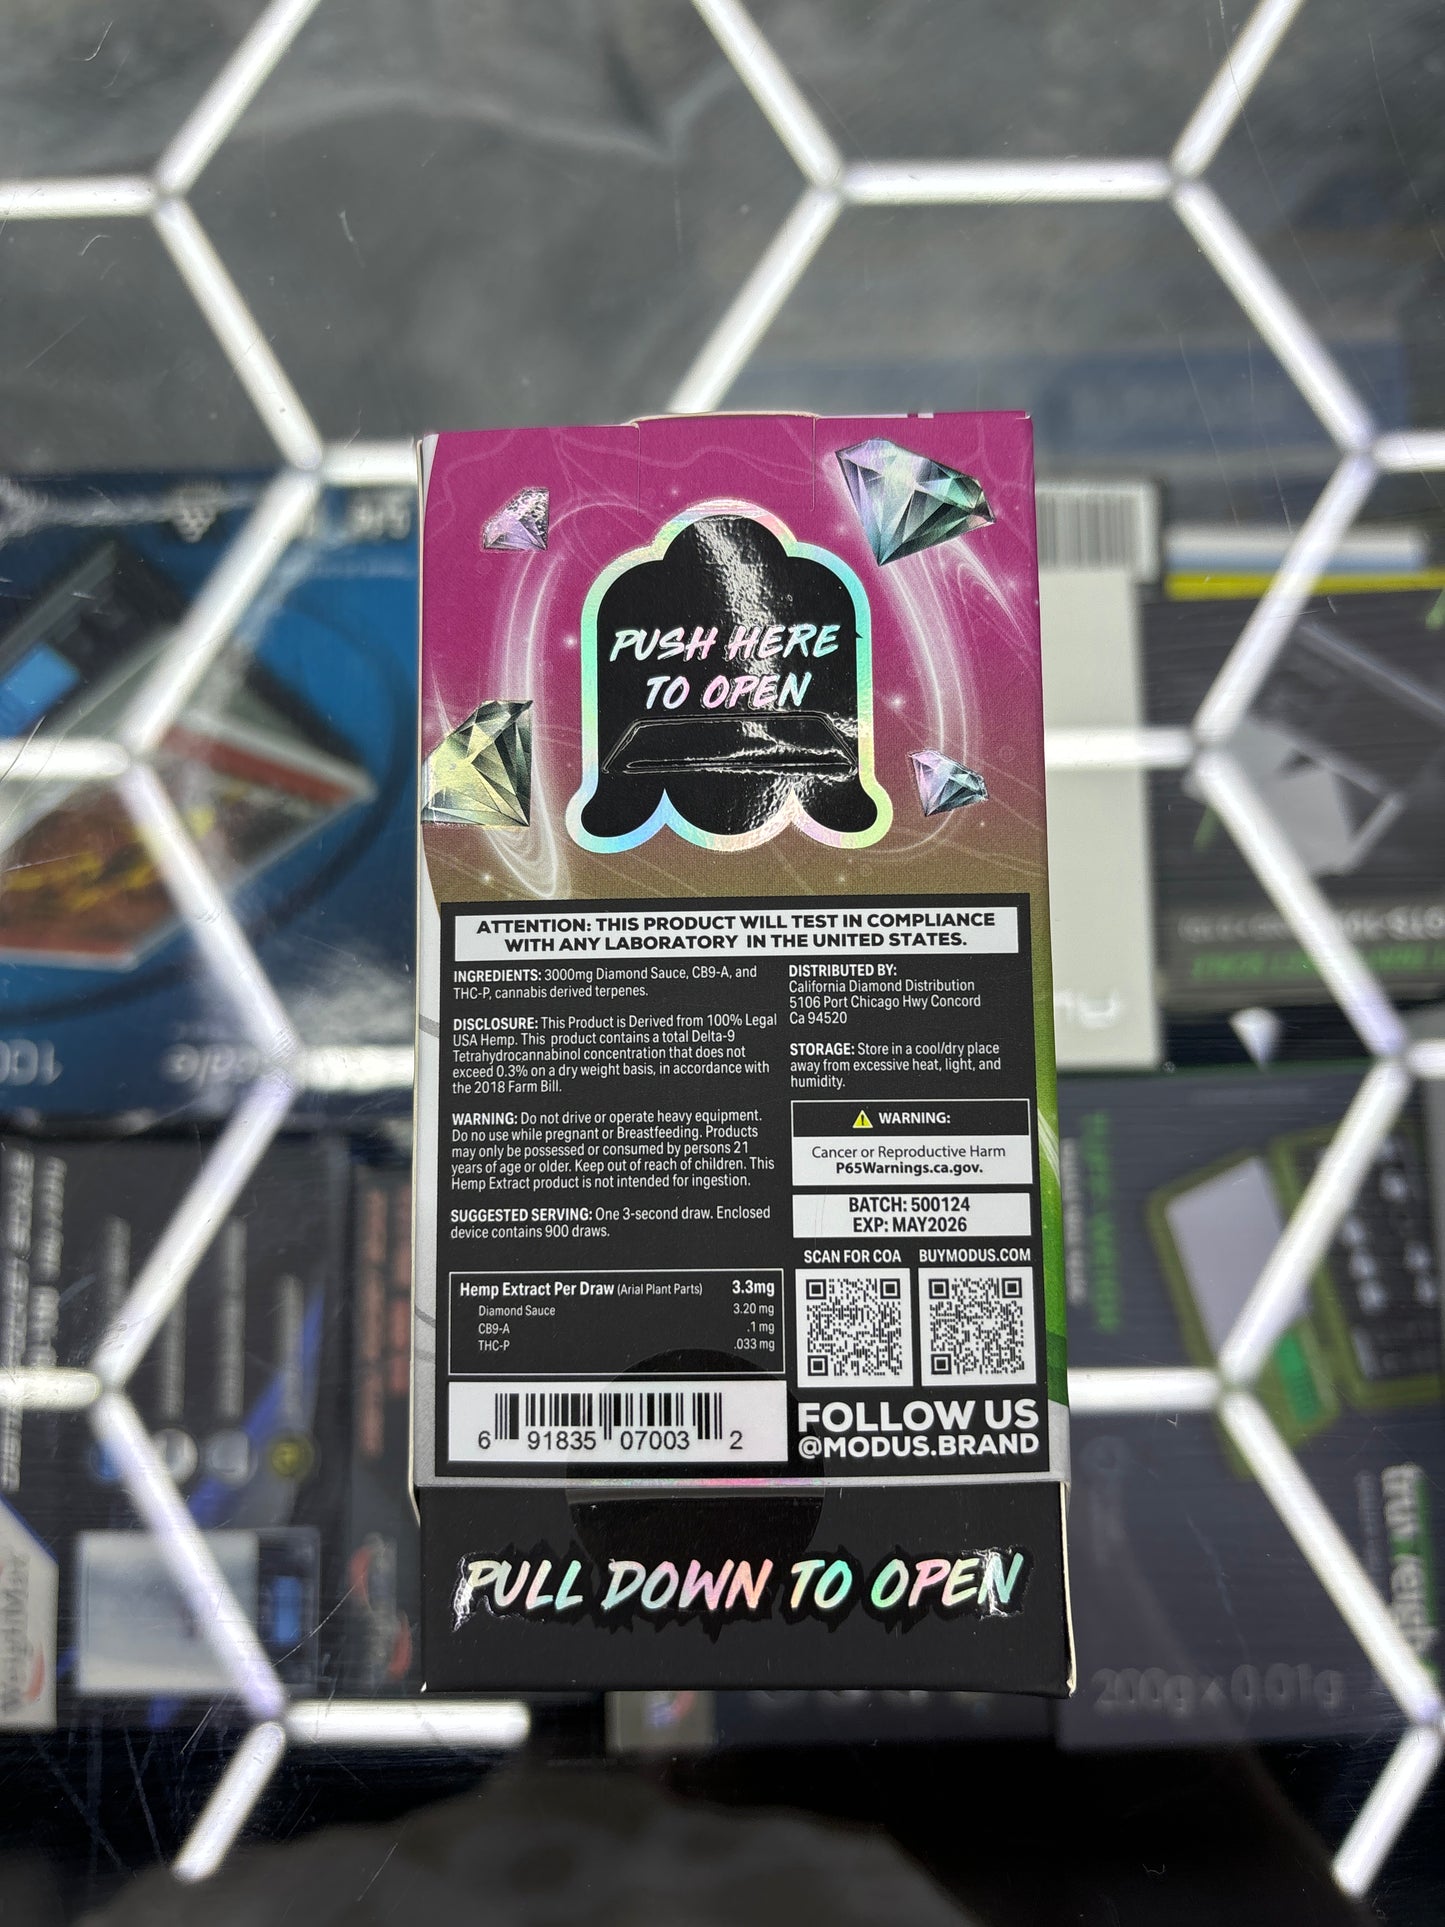 PUSH HERE
TO OPEN
ATTENTION: THIS PRODUCT WILL TEST IN COMPLIANCE
WITH ANY LABORATORY IN THE UNITED STATES.
INGREDIENTS: 3000mg Diamond Sauce, CB9-A, and
THC-P, cannabis derived terpenes.
DISCLOSURE: This Product is Derived from 100% Legal
USA Hemp. This product contains a total Delta-9
Tetrahydrocannabinol concentration that does not
exceed 0.3% on a dry weight basis, in accordance with
the 2018 Farm Bill.
WARNING: Do not drive or operate heavy equipment.
Do no use while pregnant or Breastfeeding. Products
may only be possessed or consumed by persons 21
years of age or older. Keep out of reach of children. This
Hemp Extract product is not intended for ingestion.
SUGGESTED SERVING: One 3-second draw. Enclosed
device contains 900 draws.
Hemp Extract Per Draw (Arial Plant Parts) 3.3mg
Diamond Sauce 3.20 mg
CB9-A .1 mg
THC-P .033 mg
6 91835 07003 2
DISTRIBUTED BY:
California Diamond Distribution
5106 Port Chicago Hwy Concord
Ca 94520
STORAGE: Store in a cool/dry place
away from excessive heat, light, and
humidity.
WARNING:
Cancer or Reproductive Harm
P65Warnings.ca.gov.
BATCH: 500124
EXP: MAY2026
SCAN FOR COA BUYMODUS.COM
FOLLOW US
@MODUS.BRAND
PULL DOWN TO OPEN
200g x 0.01g